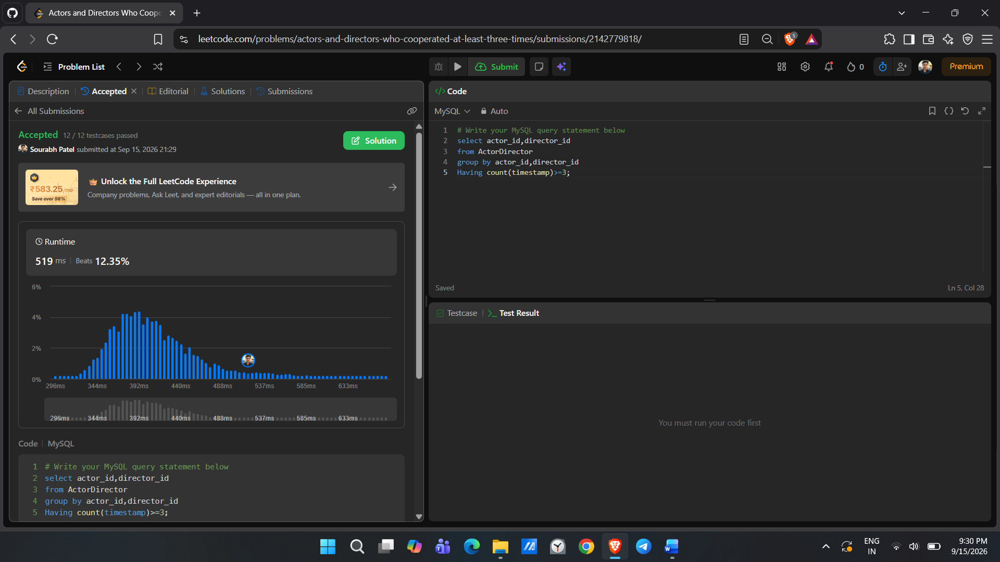 Actors and Directors Who Coope
leetcode.com/problems/actors-and-directors-who-cooperated-at-least-three-times/submissions/2142779818/
5
Problem List
Submit
0
Premium
Description
Accepted
Editorial
Solutions
Submissions
All Submissions
Accepted 12 / 12 testcases passed
Sourabh Patel submitted at Sep 15, 2026 21:29
Solution
₹583.25/mo
Save over 56%
Unlock the Full LeetCode Experience
Company problems, Ask Leet, and expert editorials — all in one plan.
Runtime
519 ms
Beats 12.35%
6%
4%
2%
0%
296ms 344ms 392ms 440ms 488ms 537ms 585ms 633ms
296ms 344ms 392ms 440ms 488ms 537ms 585ms 633ms
Code | MySQL
1 # Write your MySQL query statement below
2 select actor_id,director_id
3 from ActorDirector
4 group by actor_id,director_id
5 Having count(timestamp)>=3;
</> Code
MySQL
Auto
1 # Write your MySQL query statement below
2 select actor_id,director_id
3 from ActorDirector
4 group by actor_id,director_id
5 Having count(timestamp)>=3;
Saved
Ln 5, Col 28
Testcase
Test Result
You must run your code first
ENG
IN
9:30 PM
9/15/2026